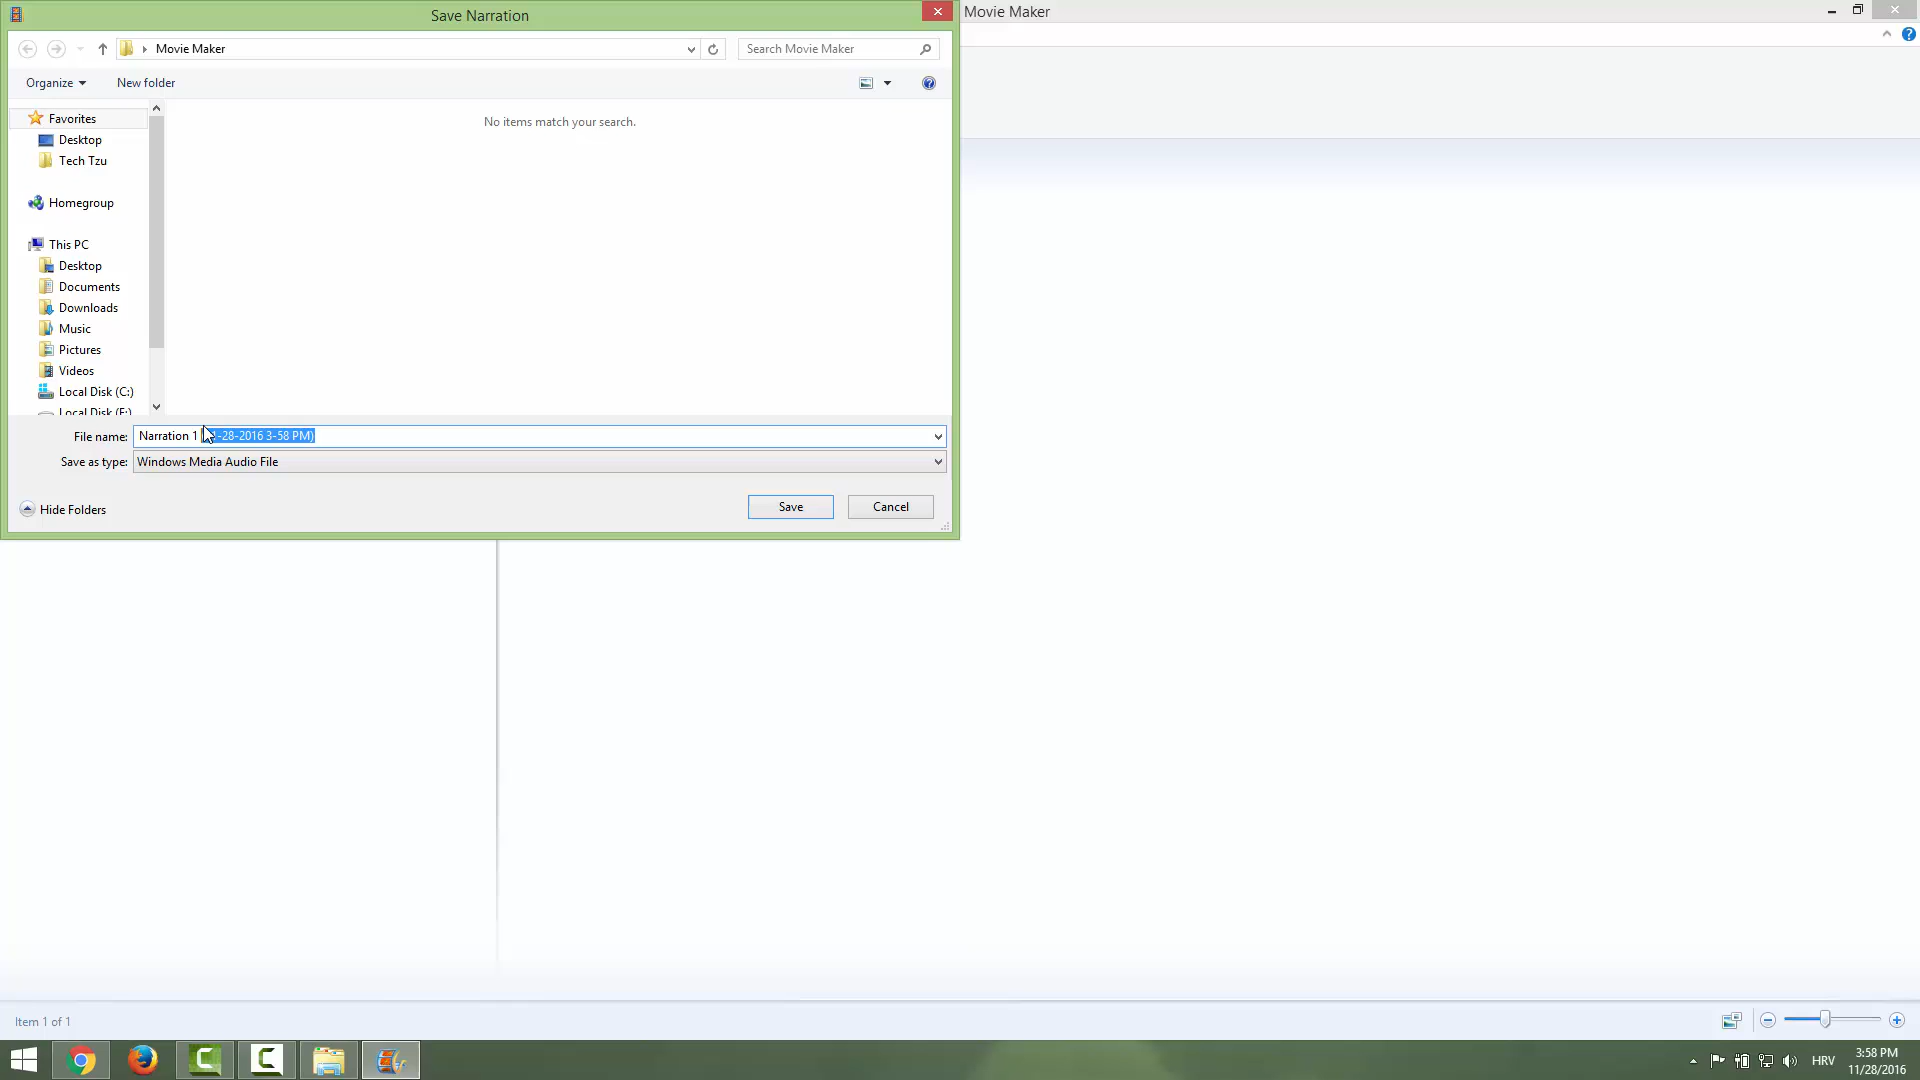 Save Narration
Movie Maker
Movie Maker
Search Movie Maker
Organize
New folder
Favorites
Desktop
Tech Tzu
Homegroup
This PC
Desktop
Documents
Downloads
Music
Pictures
Videos
Local Disk (C:)
Local Disk (F:)
No items match your search.
File name:
Narration 1 1-28-2016 3-58 PM)
Save as type:
Windows Media Audio File
Hide Folders
Save
Cancel
Item 1 of 1
HRV
3:58 PM
11/28/2016